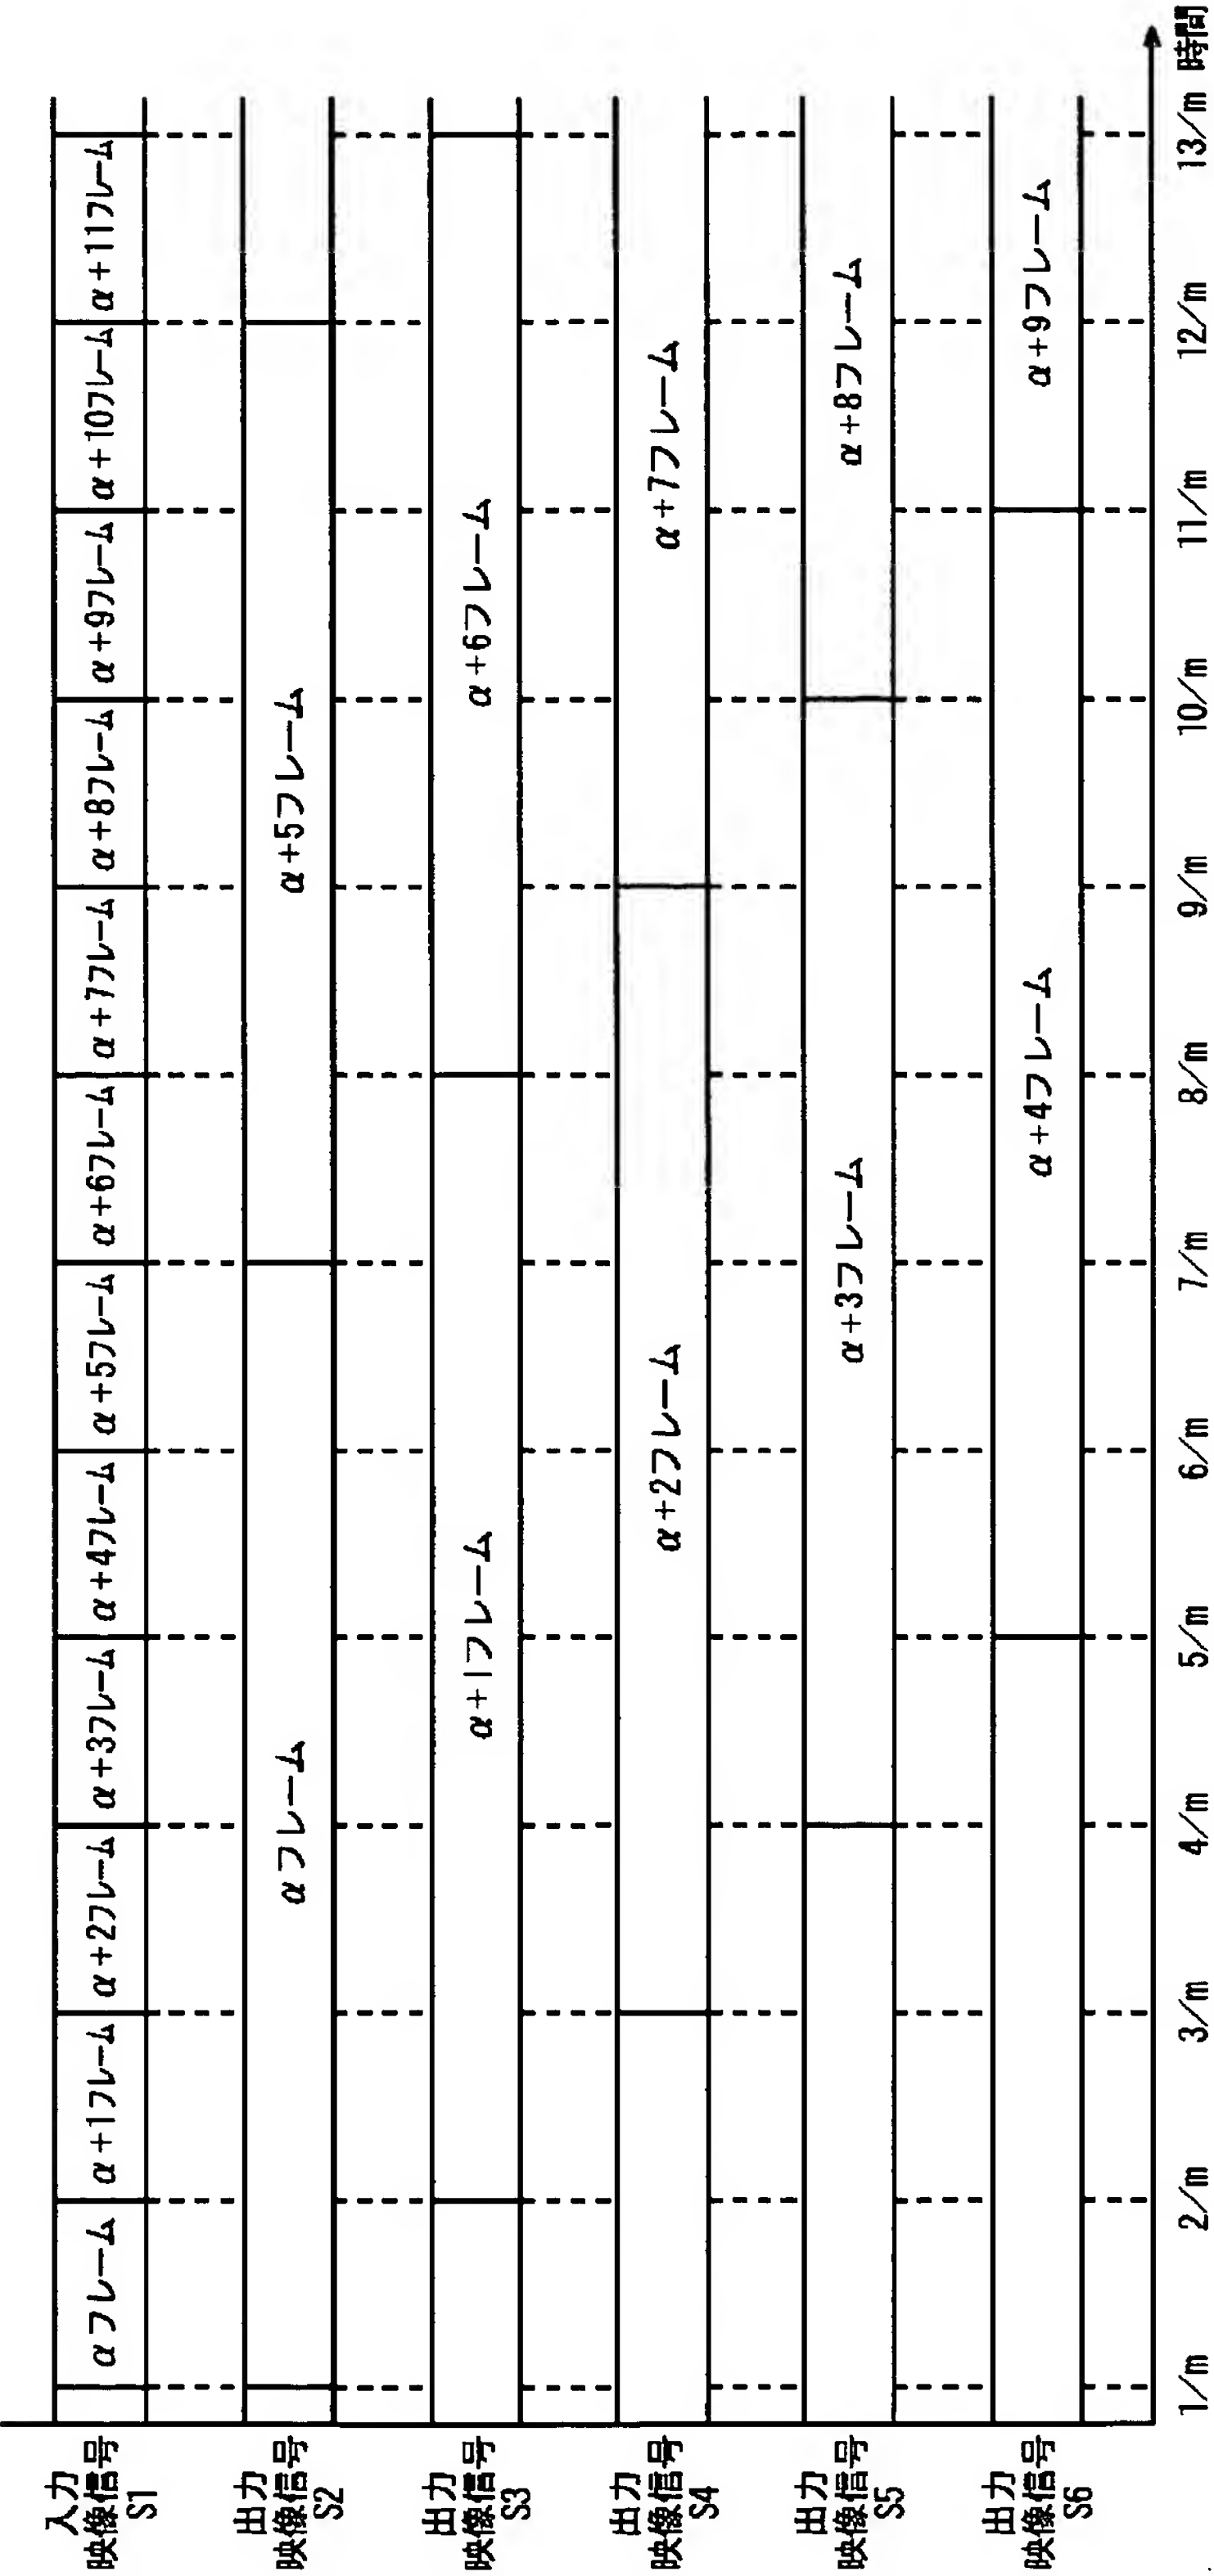 入力
映像信号
S1
αフレーム
α+1フレーム
α+2フレーム
α+3フレーム
α+4フレーム
α+5フレーム
α+6フレーム
α+7フレーム
α+8フレーム
α+9フレーム
α+10フレーム
α+11フレーム
出力
映像信号
S2
αフレーム
α+5フレーム
出力
映像信号
S3
α+1フレーム
α+6フレーム
出力
映像信号
S4
α+2フレーム
α+7フレーム
出力
映像信号
S5
α+3フレーム
α+8フレーム
出力
映像信号
S6
α+4フレーム
α+9フレーム
1/m 2/m 3/m 4/m 5/m 6/m 7/m 8/m 9/m 10/m 11/m 12/m 13/m 時間